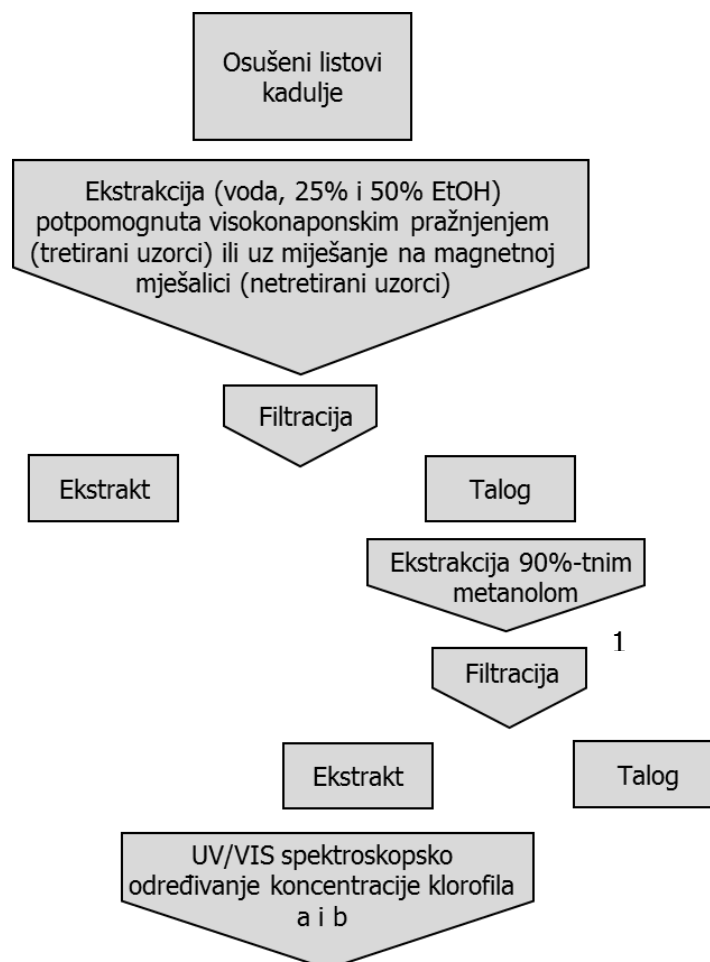 Osušeni listovi
kadulje
Ekstrakcija (voda, 25% i 50% EtOH)
potpomognuta visokonaponskim pražnjenjem
(tretirani uzorci) ili uz miješanje na magnetnoj
mješalici (netretirani uzorci)
Filtracija
Ekstrakt
Talog
Ekstrakcija 90%-tnim
metanolom
1
Filtracija
Ekstrakt
Talog
UV/VIS spektroskopsko
određivanje koncentracije klorofila
a i b